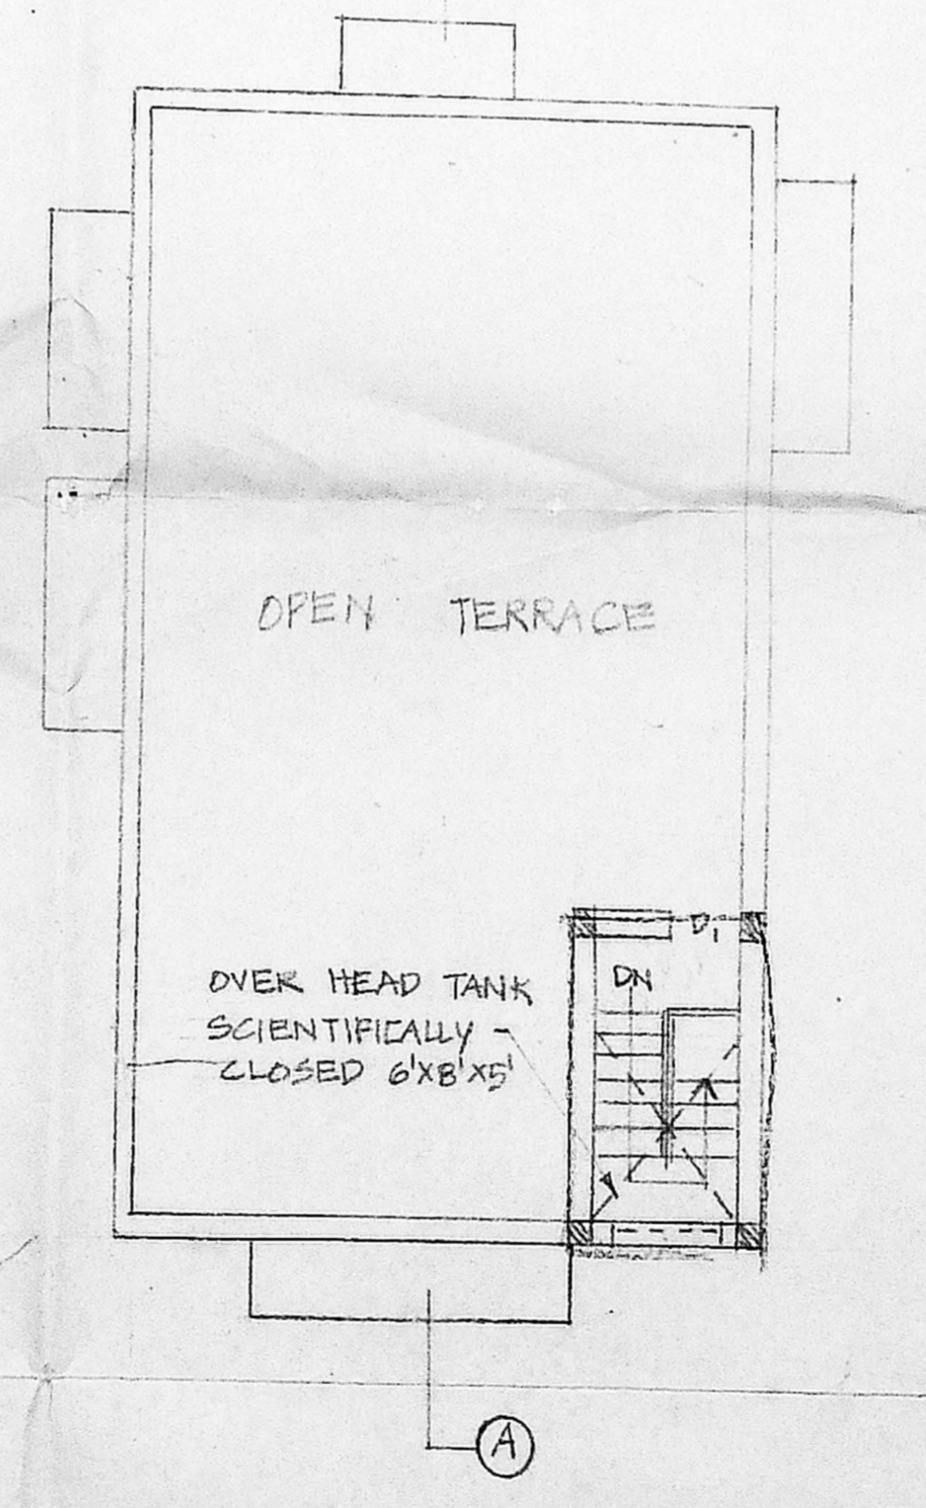 OPEN TERRACE
D1
DN
OVER HEAD TANK
SCIENTIFICALLY
CLOSED 6'X8'X5'
A